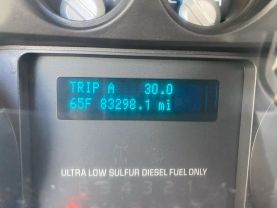 TRIP A 30.0
65F 83298.1 mi
ULTRA LOW SULFUR DIESEL FUEL ONLY